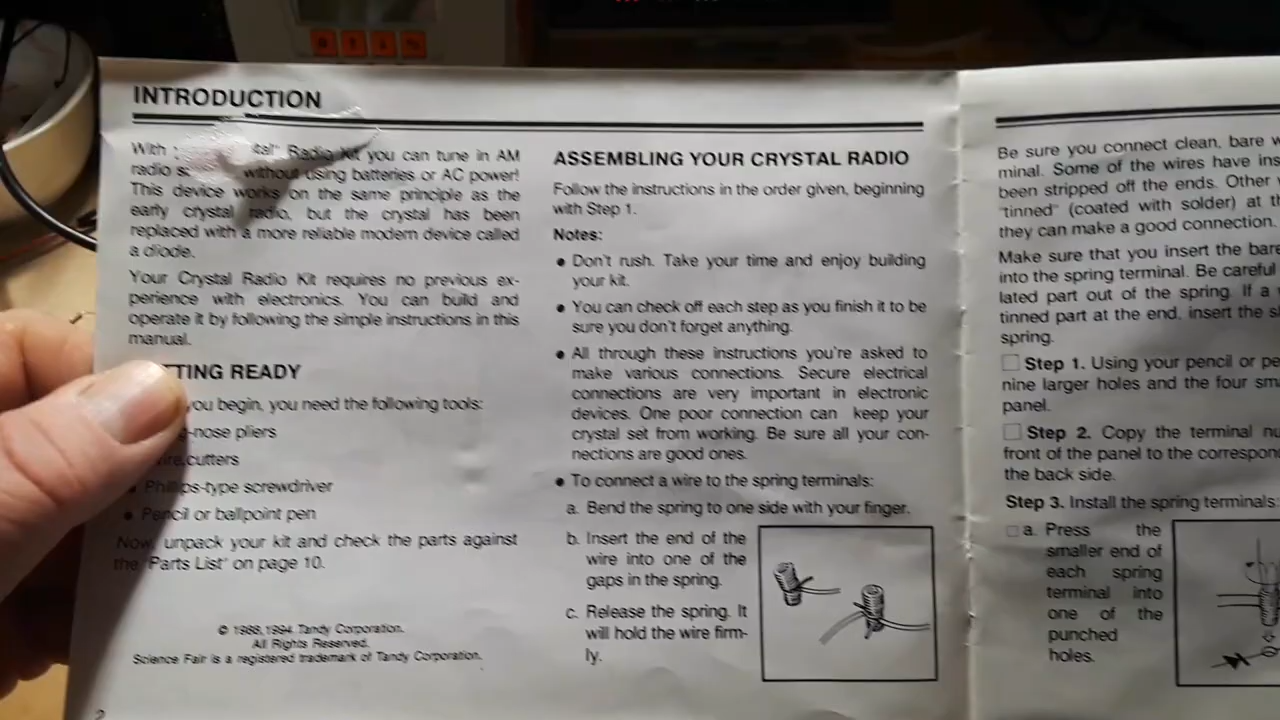 INTRODUCTION
With Radio Kit you can tune in AM
radio without using batteries or AC power!
This device works on the same principle as the
early crystal radio, but the crystal has been
replaced with a more reliable modern device called
a diode.
Your Crystal Radio Kit requires no previous ex-
perience with electronics. You can build and
operate it by following the simple instructions in this
manual.
TTING READY
you begin, you need the following tools:
-nose pliers
wire cutters
• Phillips-type screwdriver
• Pencil or ballpoint pen
Now, unpack your kit and check the parts against
the "Parts List" on page 10.
© 1988, 1994 Tandy Corporation.
All Rights Reserved.
Science Fair is a registered trademark of Tandy Corporation.
2
ASSEMBLING YOUR CRYSTAL RADIO
Follow the instructions in the order given, beginning
with Step 1.
Notes:
• Don't rush. Take your time and enjoy building
your kit.
• You can check off each step as you finish it to be
sure you don't forget anything.
• All through these instructions you're asked to
make various connections. Secure electrical
connections are very important in electronic
devices. One poor connection can keep your
crystal set from working. Be sure all your con-
nections are good ones.
• To connect a wire to the spring terminals:
a. Bend the spring to one side with your finger.
b. Insert the end of the
wire into one of the
gaps in the spring.
c. Release the spring. It
will hold the wire firm-
ly.
Be sure you connect clean, bare w
minal. Some of the wires have ins
been stripped off the ends. Other
"tinned" (coated with solder) at th
they can make a good connection.
Make sure that you insert the bare
into the spring terminal. Be careful
lated part out of the spring. If a
tinned part at the end, insert the s
spring.
□ Step 1. Using your pencil or pe
nine larger holes and the four sm
panel.
□ Step 2. Copy the terminal nu
front of the panel to the correspon
the back side.
Step 3. Install the spring terminals:
□ a. Press the
smaller end of
each spring
terminal into
one of the
punched
holes.